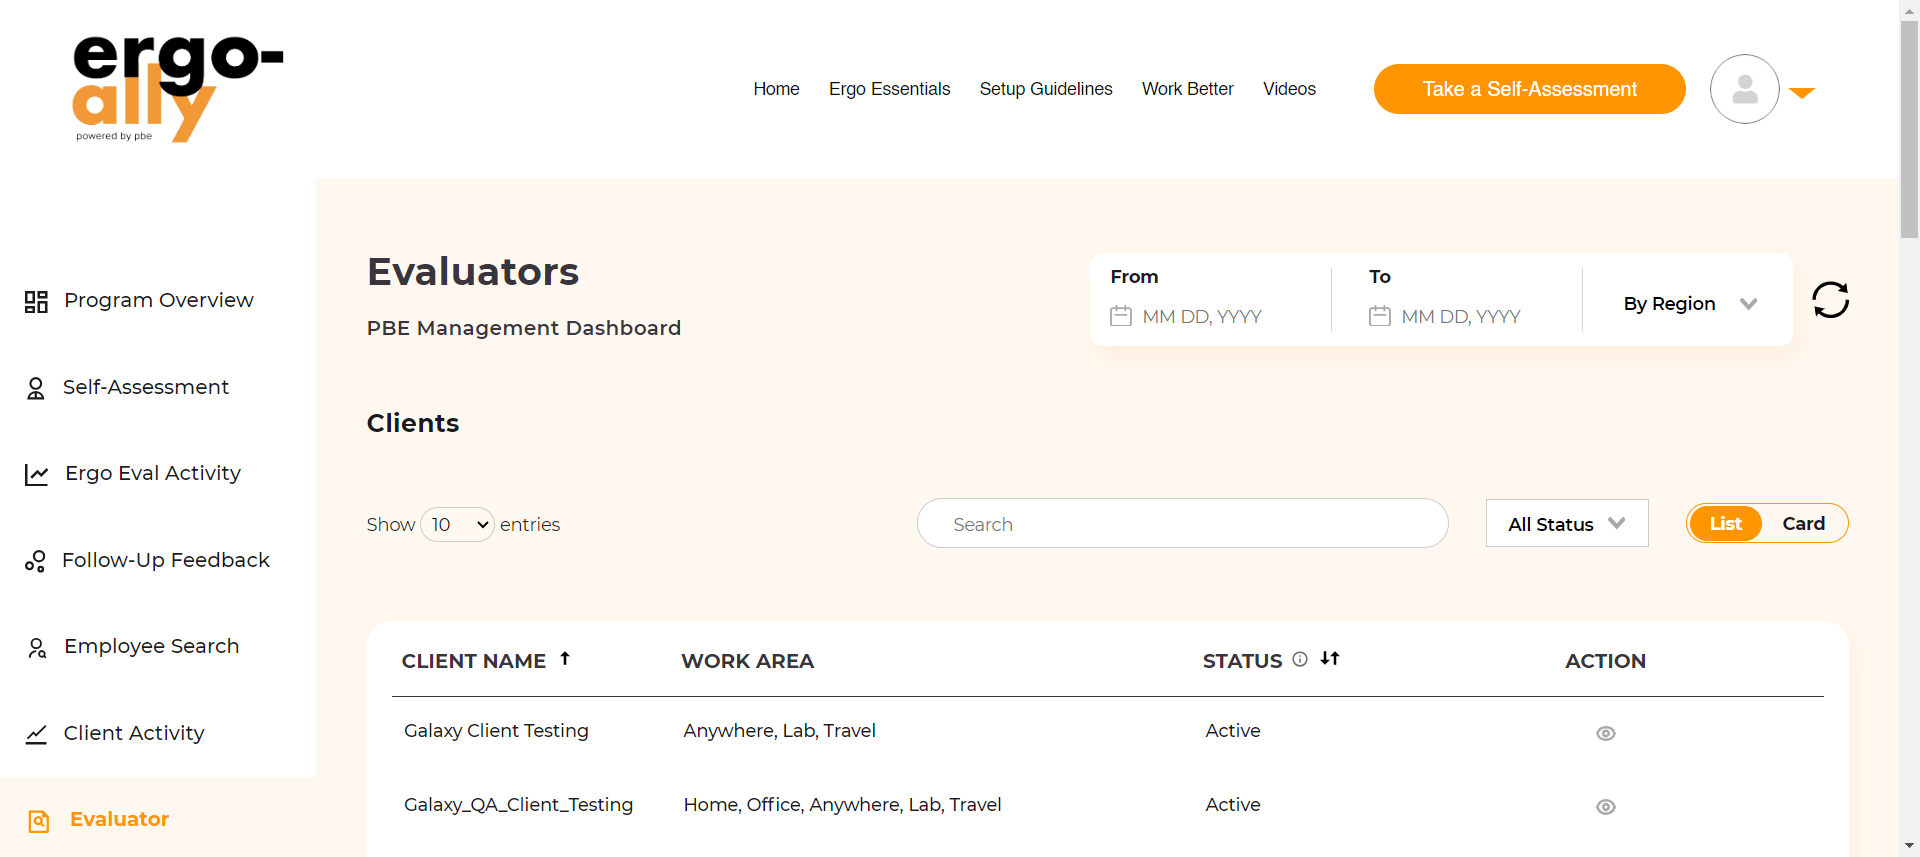 ergo-
ally
powered by pbe
Home Ergo Essentials Setup Guidelines Work Better Videos Take a Self-Assessment
Program Overview
Self-Assessment
Ergo Eval Activity
Follow-Up Feedback
Employee Search
Client Activity
Evaluator
Evaluators
PBE Management Dashboard
From To
MM DD, YYYY MM DD, YYYY By Region
Clients
Show 10 entries Search All Status List Card
CLIENT NAME WORK AREA STATUS ACTION
Galaxy Client Testing Anywhere, Lab, Travel Active
Galaxy_QA_Client_Testing Home, Office, Anywhere, Lab, Travel Active